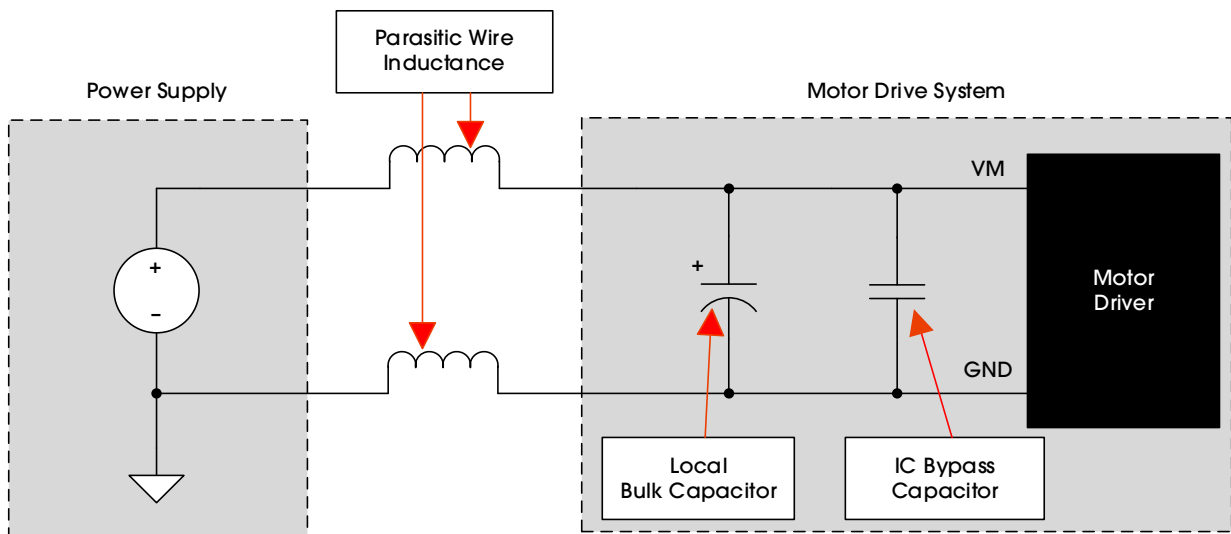 Parasitic Wire
Inductance
Power Supply
Motor Drive System
VM
+
+
–
Motor
Driver
GND
Local
Bulk Capacitor
IC Bypass
Capacitor